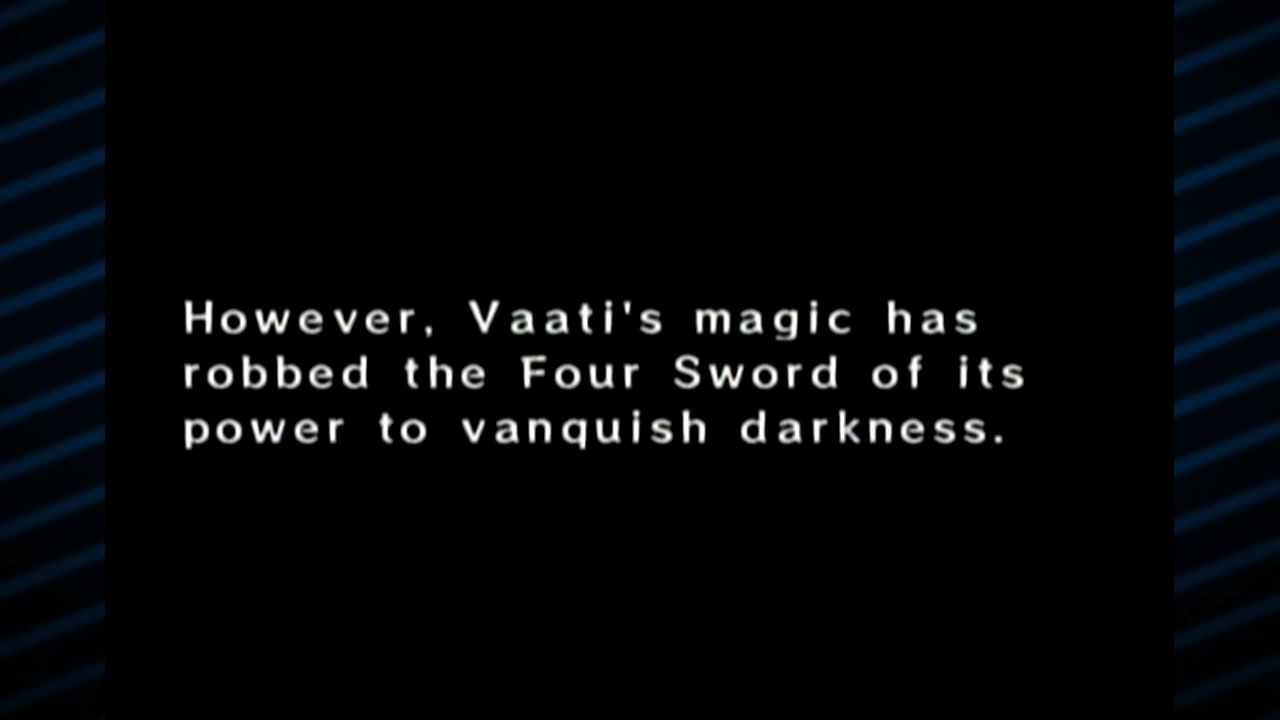 However, Vaati's magic has
robbed the Four Sword of its
power to vanquish darkness.